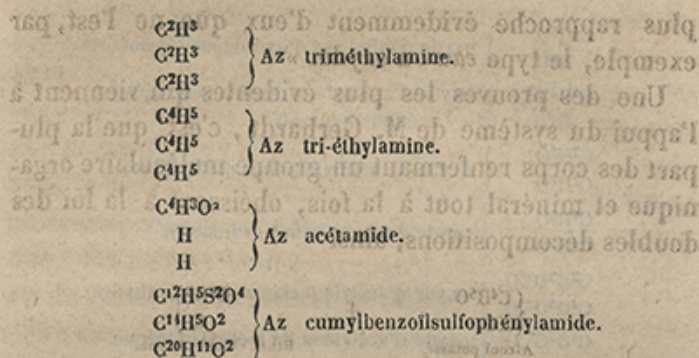 C²H³
C²H³ } Az triméthylamine.
C²H³
C⁴H⁵
C⁴H⁵ } Az tri-éthylamine.
C⁴H⁵
C⁴H³O²
H } Az acétamide.
H
C¹²H⁵S²O⁴
C¹⁴H⁵O² } Az cumylbenzoïlsulfophénylamide.
C²⁰H¹¹O²